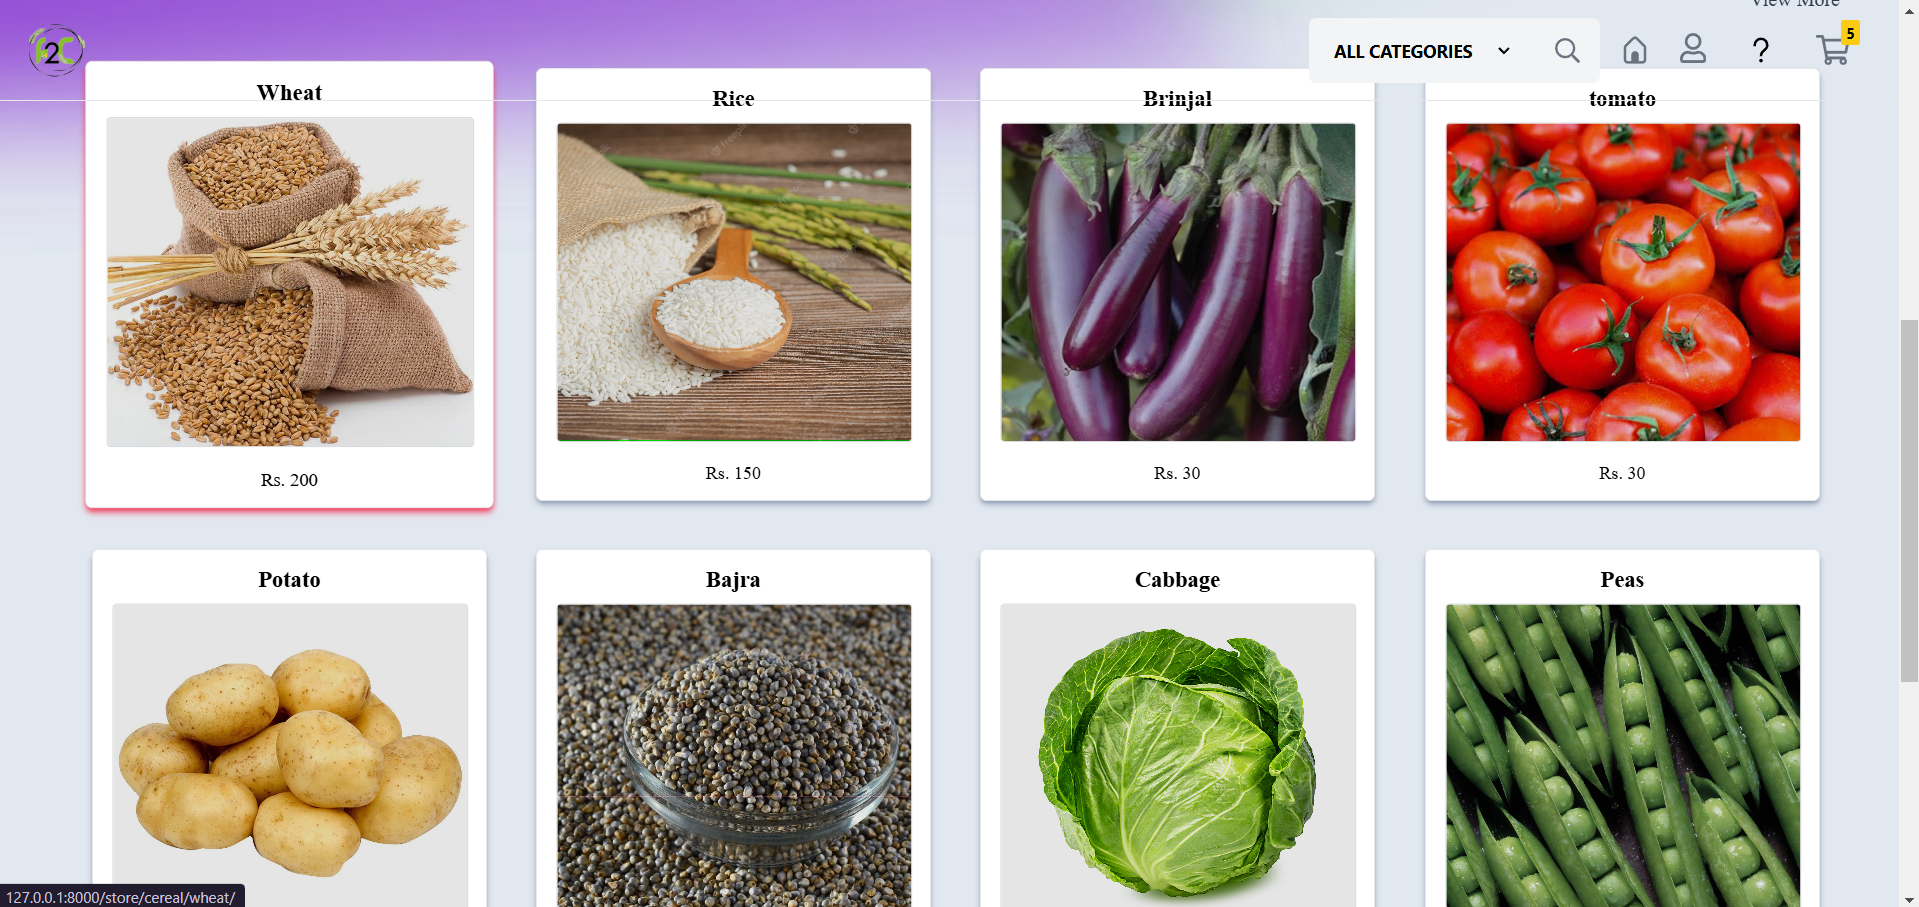 View More
F2C
ALL CATEGORIES
?
5
Wheat
Rice
Brinjal
tomato
Rs. 200
Rs. 150
Rs. 30
Rs. 30
Potato
Bajra
Cabbage
Peas
127.0.0.1:8000/store/cereal/wheat/